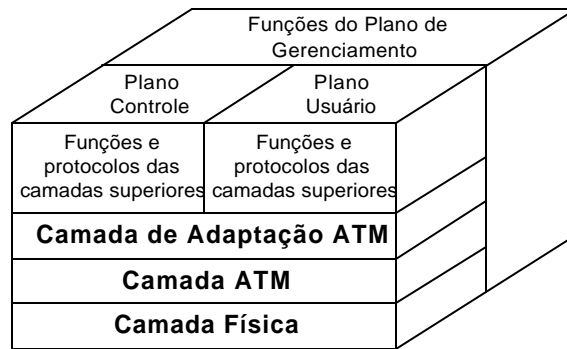 Funções do Plano de
Gerenciamento
Plano
Controle
Plano
Usuário
Funções e
protocolos das
camadas superiores
Funções e
protocolos das
camadas superiores
Camada de Adaptação ATM
Camada ATM
Camada Física